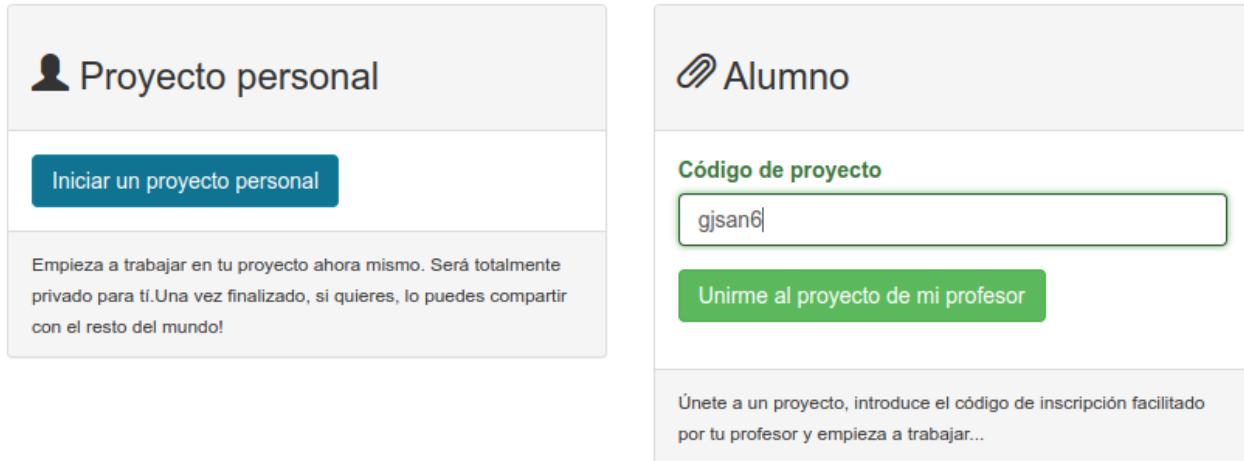 Proyecto personal
Iniciar un proyecto personal
Empieza a trabajar en tu proyecto ahora mismo. Será totalmente
privado para tí.Una vez finalizado, si quieres, lo puedes compartir
con el resto del mundo!
Alumno
Código de proyecto
gjsan6
Unirme al proyecto de mi profesor
Únete a un proyecto, introduce el código de inscripción facilitado
por tu profesor y empieza a trabajar...